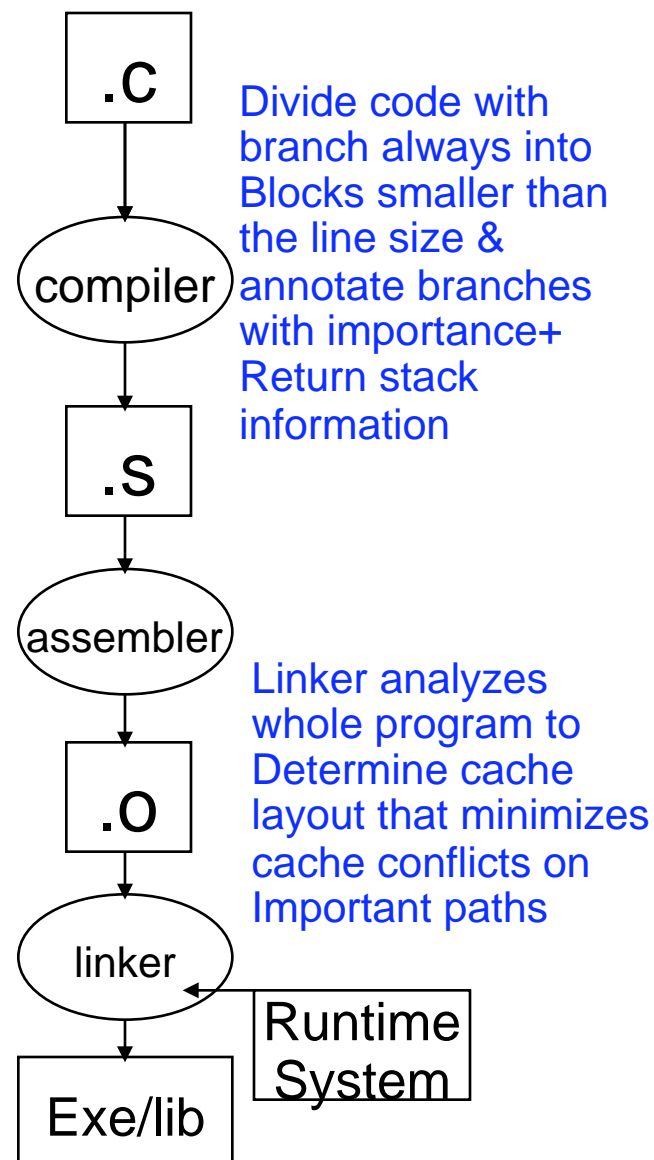 .c
Divide code with
branch always into
Blocks smaller than
the line size &
compiler
annotate branches
with importance+
Return stack
information
.s
assembler
Linker analyzes
whole program to
Determine cache
layout that minimizes
cache conflicts on
Important paths
.o
linker
Runtime
System
Exe/lib